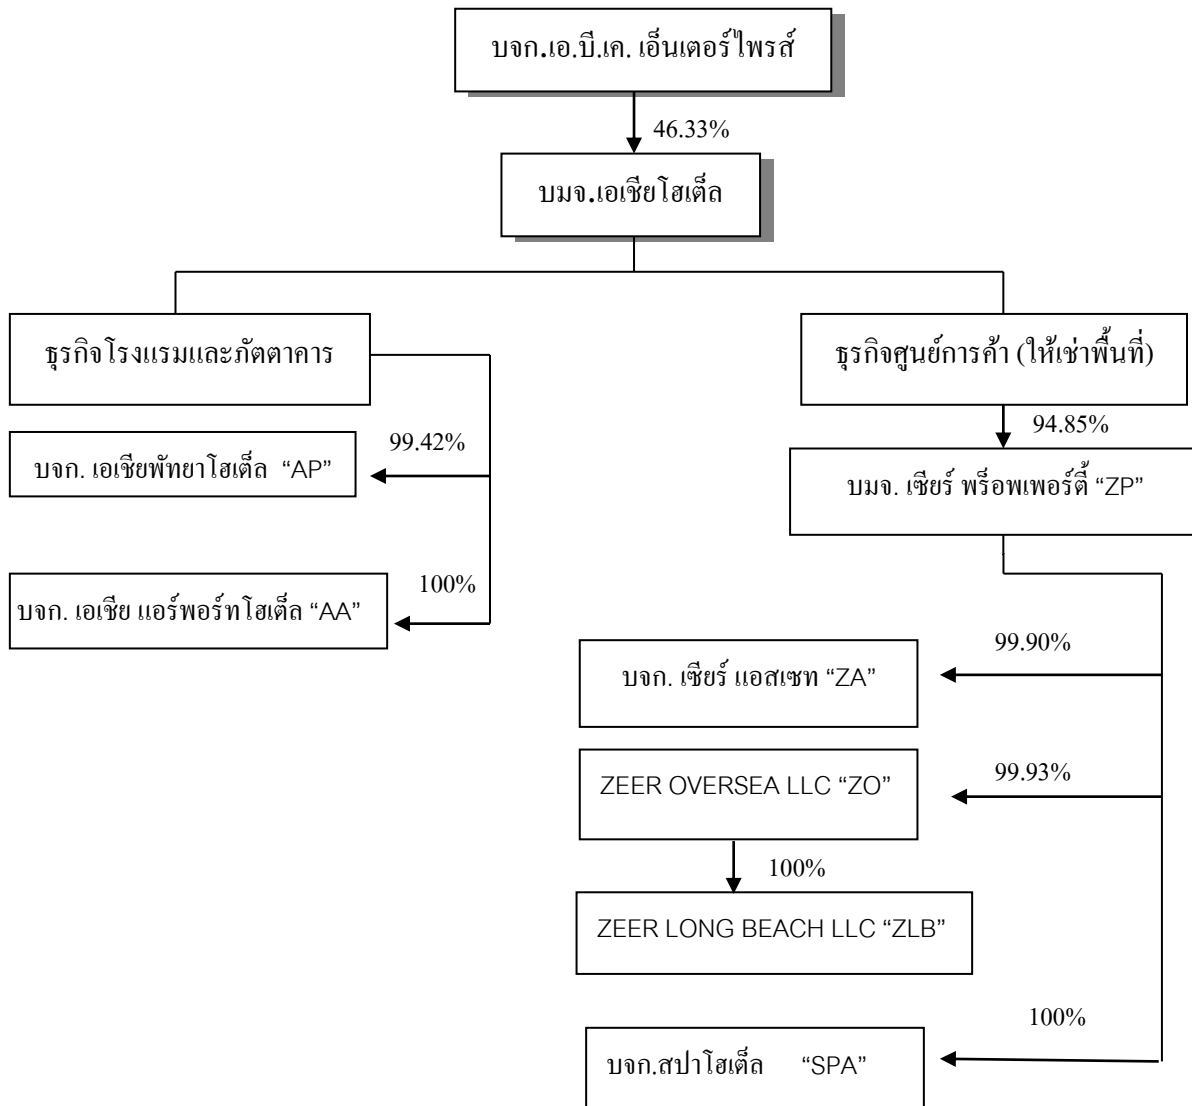 บจก.เอ.บี.เค. เอ็นเตอร์ไพรส์
46.33%
บมจ.เอเชียโฮเต็ล
ธุรกิจโรงแรมและภัตตาคาร
ธุรกิจศูนย์การค้า (ให้เช่าพื้นที่)
94.85%
99.42%
บจก. เอเชียพัทยาโฮเต็ล “AP”
บมจ. เซียร์ พร็อพเพอร์ตี้ “ZP”
100%
บจก. เอเชีย แอร์พอร์ทโฮเต็ล “AA”
99.90%
บจก. เซียร์ แอสเซท “ZA”
99.93%
ZEER OVERSEA LLC “ZO”
100%
ZEER LONG BEACH LLC “ZLB”
100%
บจก.สปาโฮเต็ล “SPA”